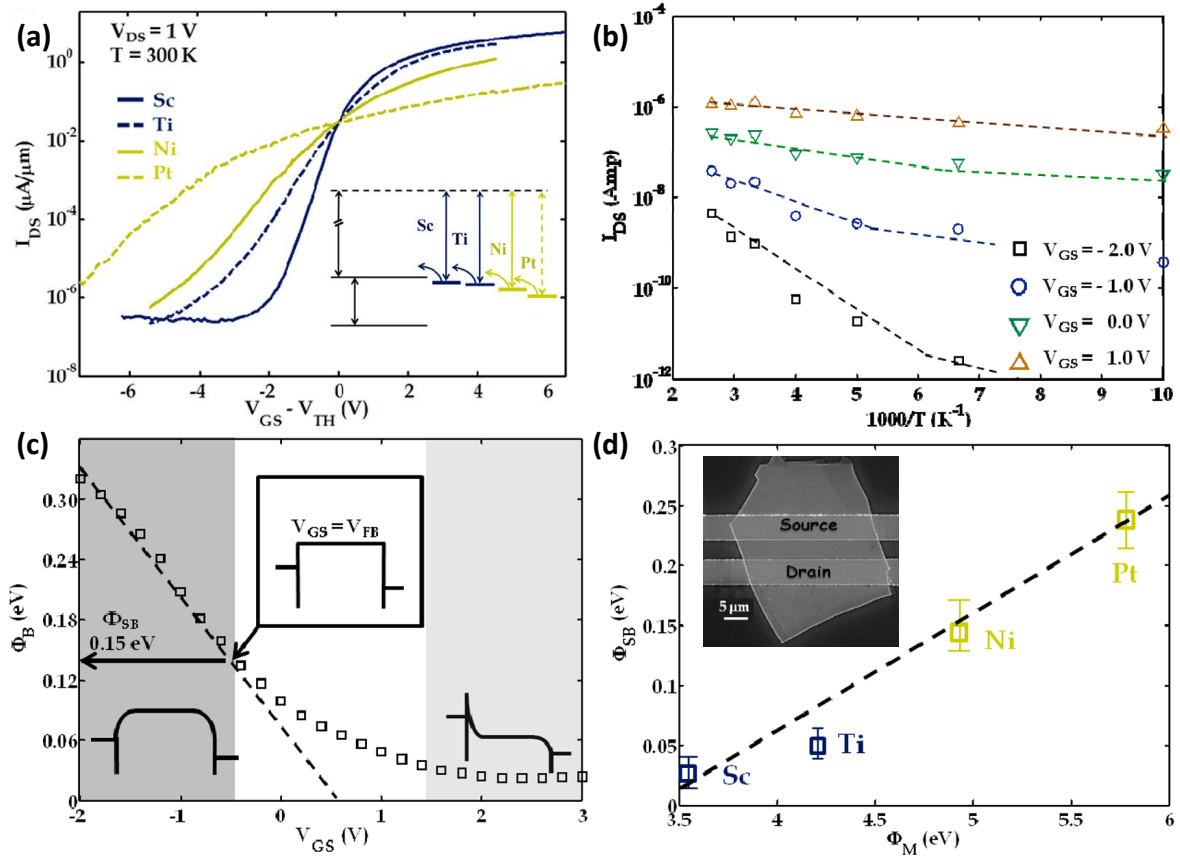 (a)
V_DS = 1 V
T = 300 K
Sc
Ti
Ni
Pt
Sc
Ti
Ni
Pt
10^0
10^-2
10^-4
10^-6
10^-8
I_DS (μA/μm)
-6 -4 -2 0 2 4 6
V_GS - V_TH (V)
(b)
10^-4
10^-6
10^-8
10^-10
10^-12
I_DS (Amp)
V_GS = - 2.0 V
V_GS = - 1.0 V
V_GS = 0.0 V
V_GS = 1.0 V
2 3 4 5 6 7 8 9 10
1000/T (K^-1)
(c)
0.30
0.24
0.18
0.12
0.06
0
Φ_B (eV)
V_GS = V_FB
Φ_SB
0.15 eV
-2 -1 0 1 2 3
V_GS (V)
(d)
0.3
0.25
0.2
0.15
0.1
0.05
0
Φ_SB (eV)
Source
Drain
5 μm
Pt
Ni
Ti
Sc
3.5 4 4.5 5 5.5 6
Φ_M (eV)